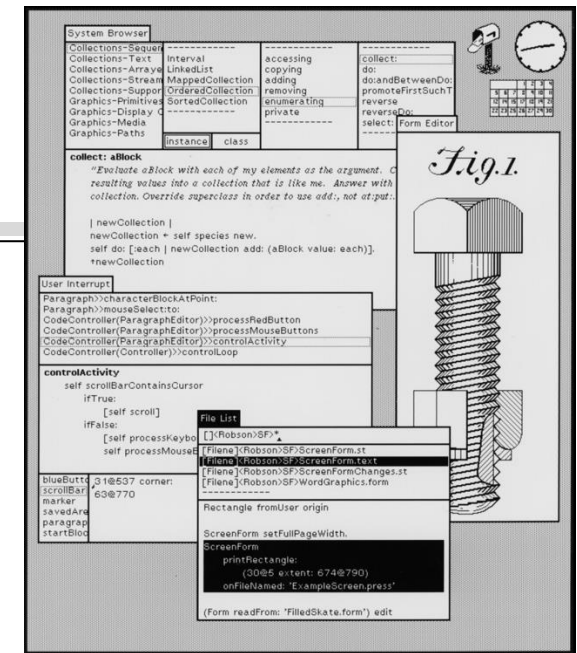 System Browser
Collections-Sequen
Collections-Text
Collections-Arraye
Collections-Stream
Collections-Suppor
Graphics-Primitives
Graphics-Display
Graphics-Media
Graphics-Paths
------------
Interval
LinkedList
MappedCollection
OrderedCollection
SortedCollection
------------
instance class
------------
accessing
copying
adding
removing
enumerating
private
------------
------------
collect:
do:
do:andBetweenDo:
promoteFirstSuchT
reverse
reverseDo:
select:
collect: aBlock
"Evaluate aBlock with each of my elements as the argument. C
resulting values into a collection that is like me. Answer with
collection. Override superclass in order to use add:, not at:put:.
| newCollection |
newCollection ← self species new.
self do: [:each | newCollection add: (aBlock value: each)].
↑newCollection
Form Editor
Fig.1.
User Interrupt
Paragraph>>characterBlockAtPoint:
Paragraph>>mouseSelect:to:
CodeController(ParagraphEditor)>>processRedButton
CodeController(ParagraphEditor)>>processMouseButtons
CodeController(ParagraphEditor)>>controlActivity
CodeController(Controller)>>controlLoop
controlActivity
self scrollBarContainsCursor
ifTrue:
[self scroll]
ifFalse:
[self processKeybo
self processMouseB
blueButto
scrollBar
marker
savedAre
paragrap
startBloc
31@537 corner:
63@770
File List
[]<Robson>SF>*
[Filene]<Robson>SF>ScreenForm.st
[Filene]<Robson>SF>ScreenForm.text
[Filene]<Robson>SF>ScreenFormChanges.st
[Filene]<Robson>SF>WordGraphics.form
------------
Rectangle fromUser origin
ScreenForm setFullPageWidth.
ScreenForm
printRectangle:
(30@5 extent: 674@790)
onFileNamed: 'ExampleScreen.press'
(Form readFrom: 'FilledSkate.form') edit